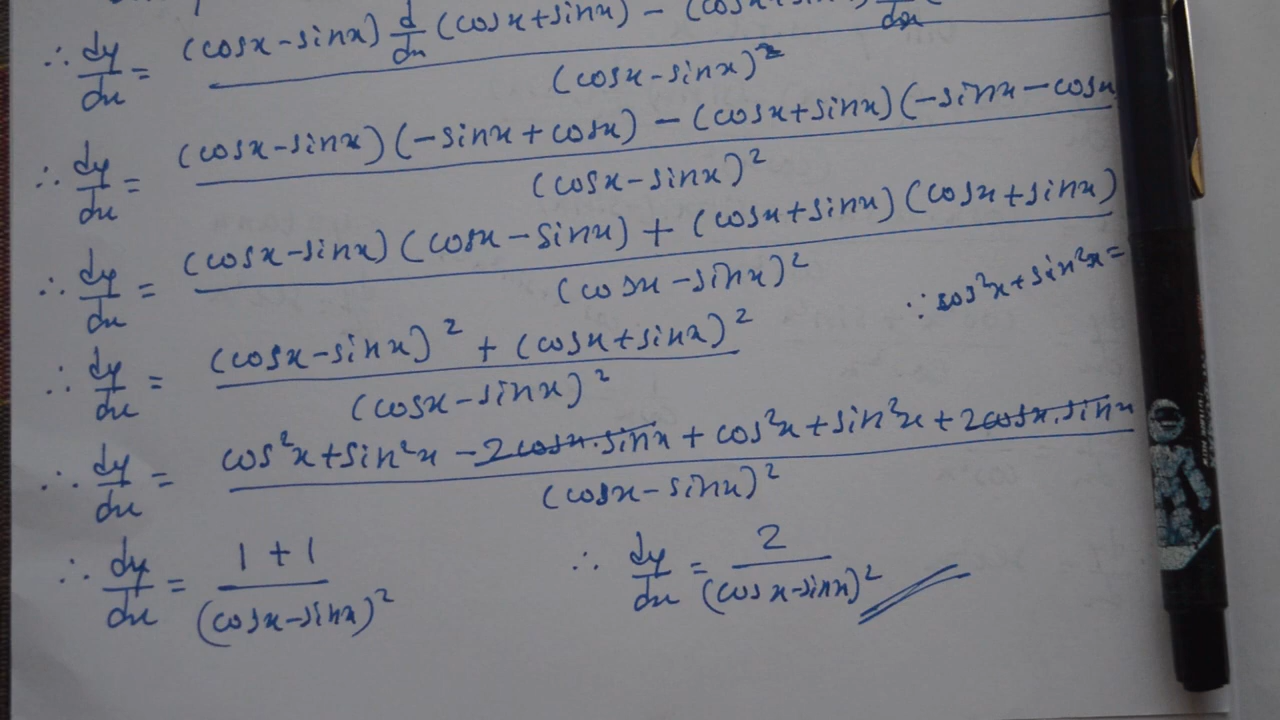 ∴ dy/dx = (cosx-sinx) d/dx (cosx+sinx) - (cosx+sinx) d/dx / (cosx-sinx)²
∴ dy/dx = (cosx-sinx)(-sinx+cosx) - (cosx+sinx)(-sinx-cosx / (cosx-sinx)²
∴ dy/dx = (cosx-sinx)(cosx-sinx) + (cosx+sinx)(cosx+sinx) / (cosx-sinx)²
∵ cos²x + sin²x =
∴ dy/dx = (cosx-sinx)² + (cosx+sinx)² / (cosx-sinx)²
∴ dy/dx = cos²x+sin²x - 2cosx.sinx + cos²x+sin²x + 2cosx.sinx / (cosx-sinx)²
∴ dy/dx = 1+1 / (cosx-sinx)² ∴ dy/dx = 2 / (cosx-sinx)²